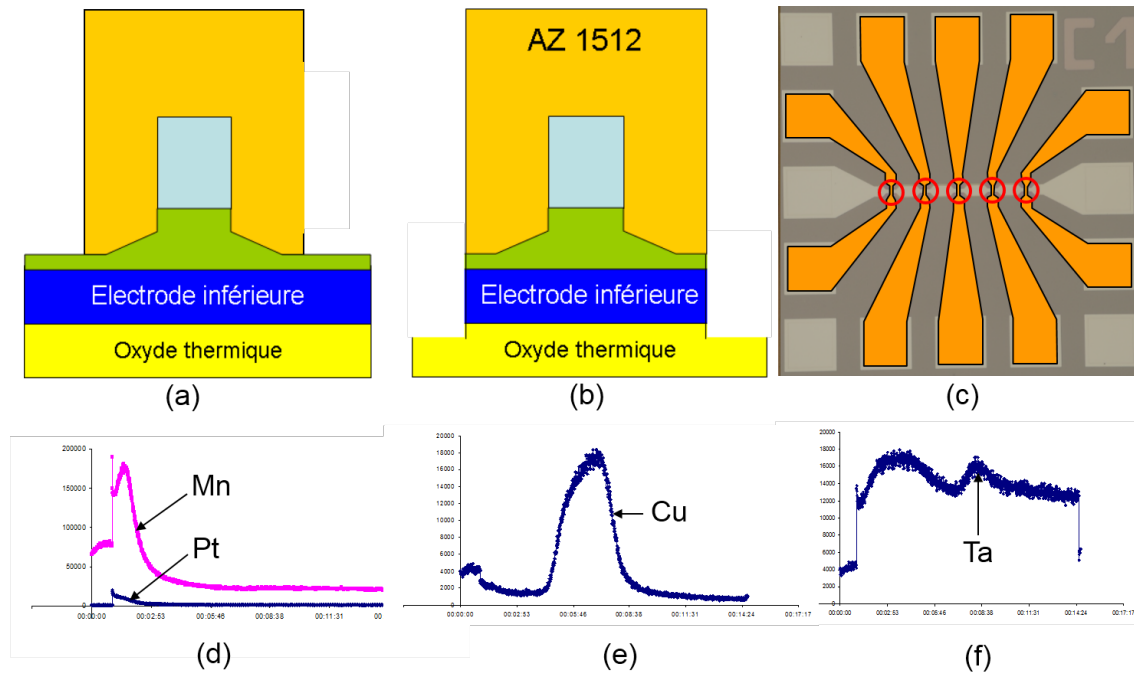 AZ 1512
Electrode inférieure
Oxyde thermique
(a)
Electrode inférieure
Oxyde thermique
(b)
C1
(c)
200000
150000
100000
50000
0
Mn
Pt
00:00:00 00:02:53 00:05:46 00:08:38 00:11:31 00
(d)
20000
18000
16000
14000
12000
10000
8000
6000
4000
2000
0
Cu
00:00:00 00:02:53 00:05:46 00:08:38 00:11:31 00:14:24 00:17:17
(e)
20000
18000
16000
14000
12000
10000
8000
6000
4000
2000
0
Ta
00:00:00 00:02:53 00:05:46 00:08:38 00:11:31 00:14:24 00:17:17
(f)